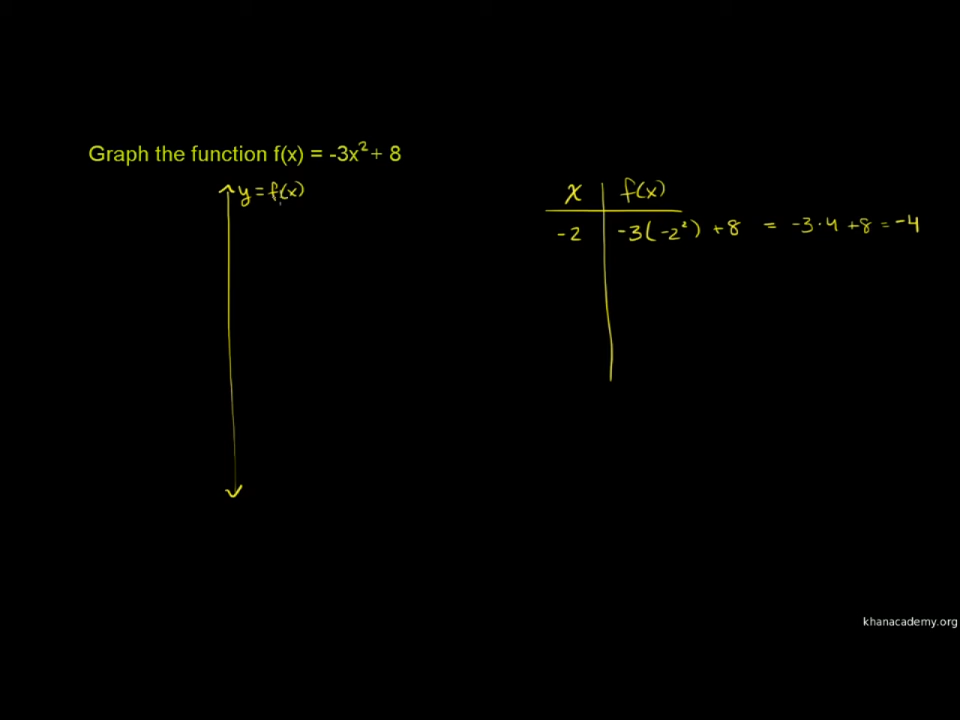 Graph the function f(x) = -3x² + 8
y = f(x)
x f(x)
-2 -3(-2²) + 8 = -3·4 + 8 = -4
khanacademy.org